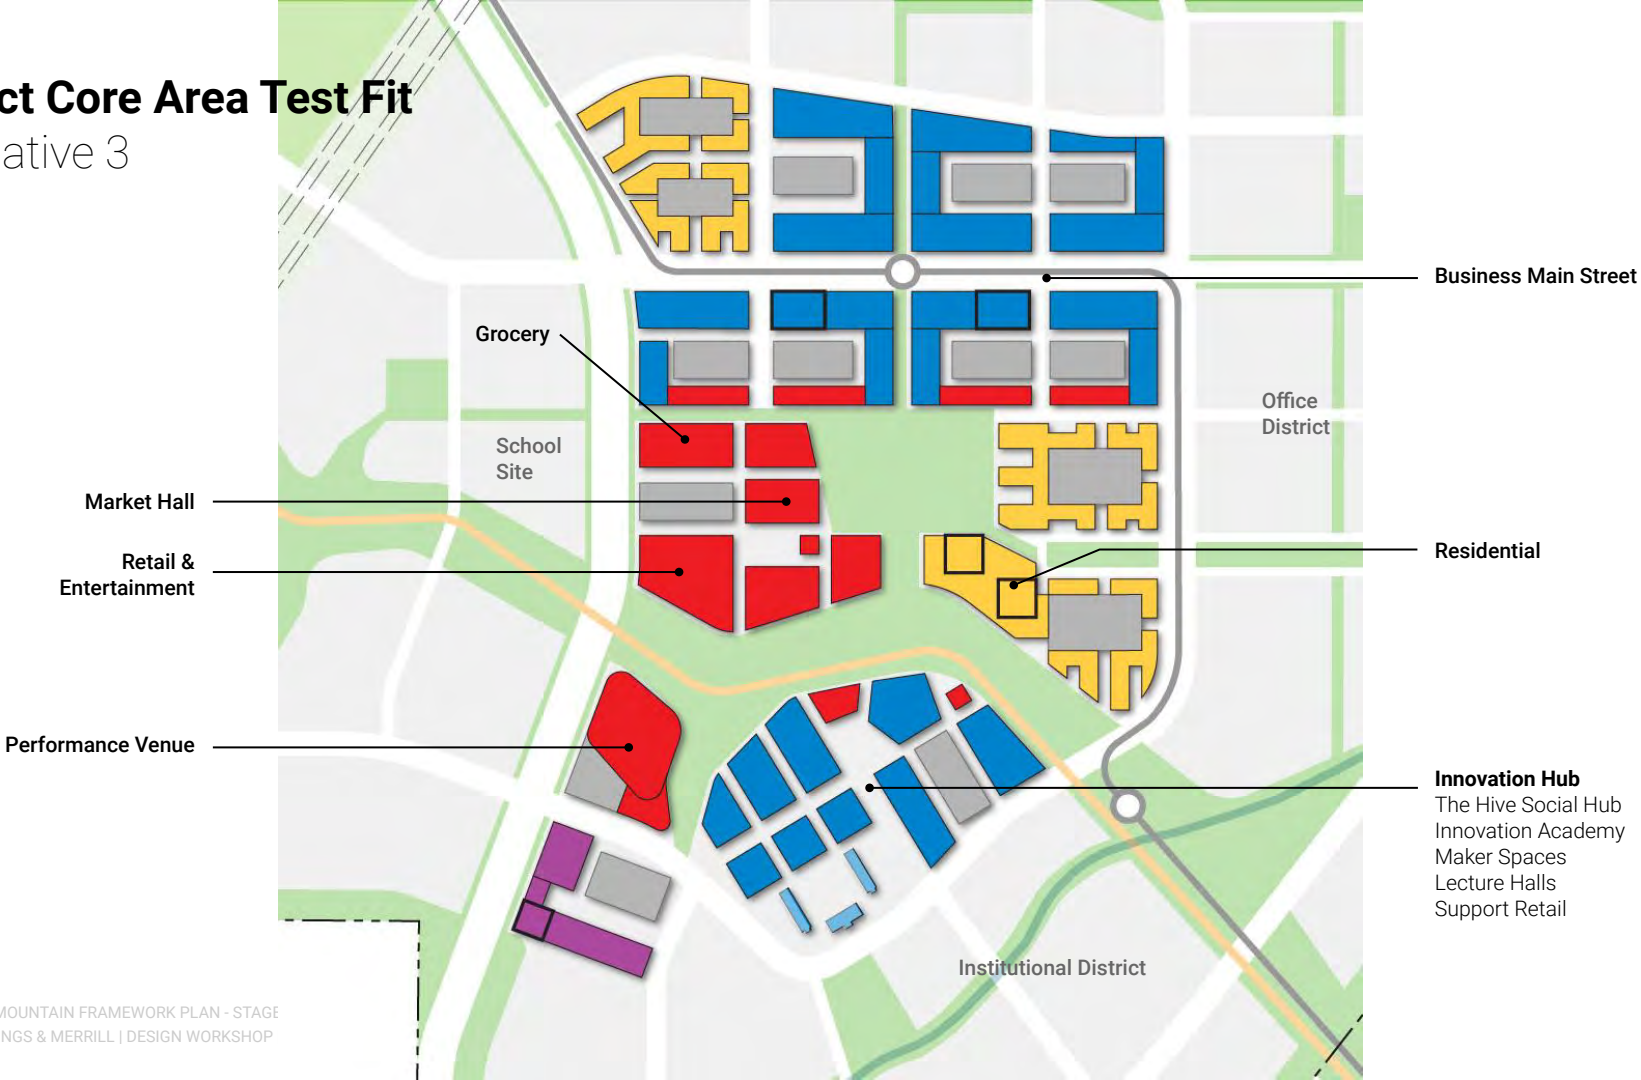 ct Core Area Test Fit
ative 3
Business Main Street
Grocery
Office
District
School
Site
Market Hall
Retail &
Entertainment
Residential
Performance Venue
Innovation Hub
The Hive Social Hub
Innovation Academy
Maker Spaces
Lecture Halls
Support Retail
Institutional District
MOUNTAIN FRAMEWORK PLAN - STAGE
NGS & MERRILL | DESIGN WORKSHOP